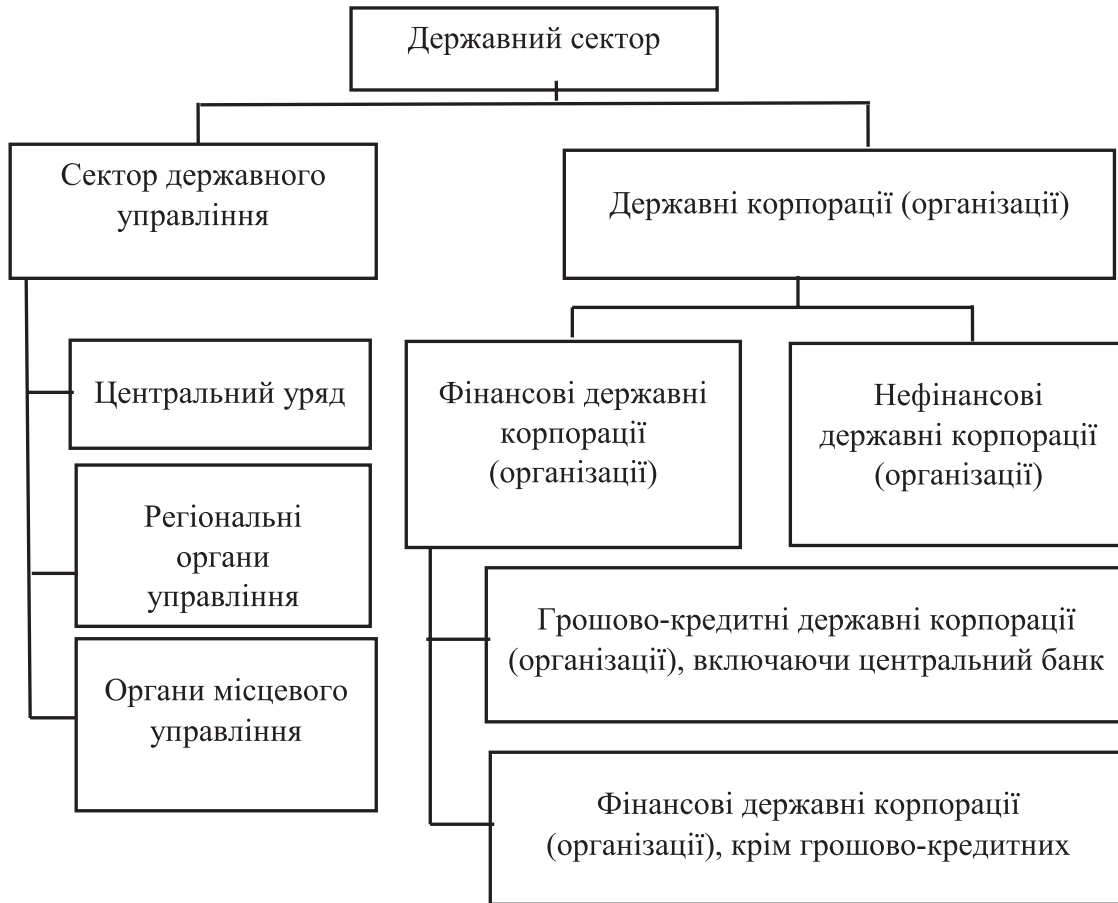 Державний сектор
Сектор державного
управління
Державні корпорації (організації)
Центральний уряд
Регіональні
органи
управління
Органи місцевого
управління
Фінансові державні
корпорації
(організації)
Нефінансові
державні корпорації
(організації)
Грошово-кредитні державні корпорації
(організації), включаючи центральний банк
Фінансові державні корпорації
(організації), крім грошово-кредитних